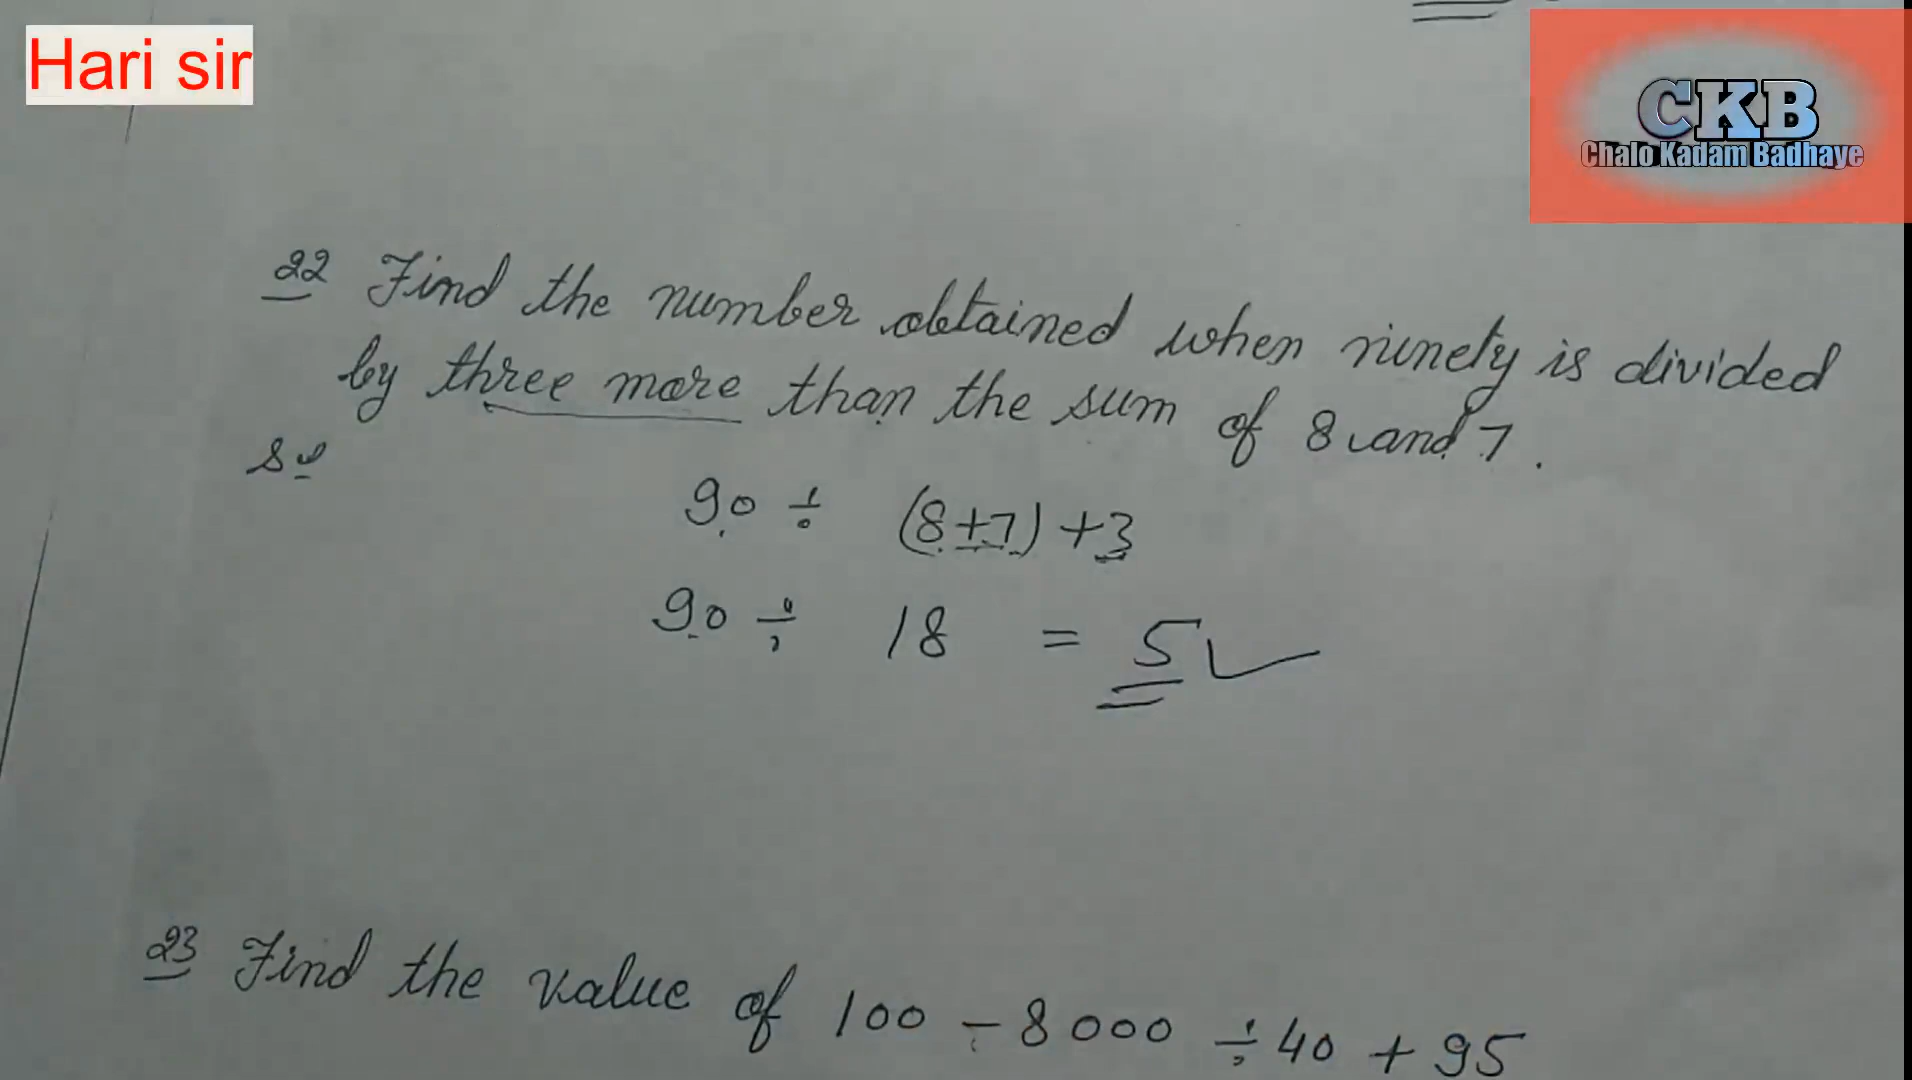 Hari sir
CKB
Chalo Kadam Badhaye
22 Find the number obtained when ninety is divided
by three more than the sum of 8 and 7.
Sol
90 ÷ (8+7) +3
90 ÷ 18 = 5
23 Find the value of 100 - 8000 ÷ 40 + 95